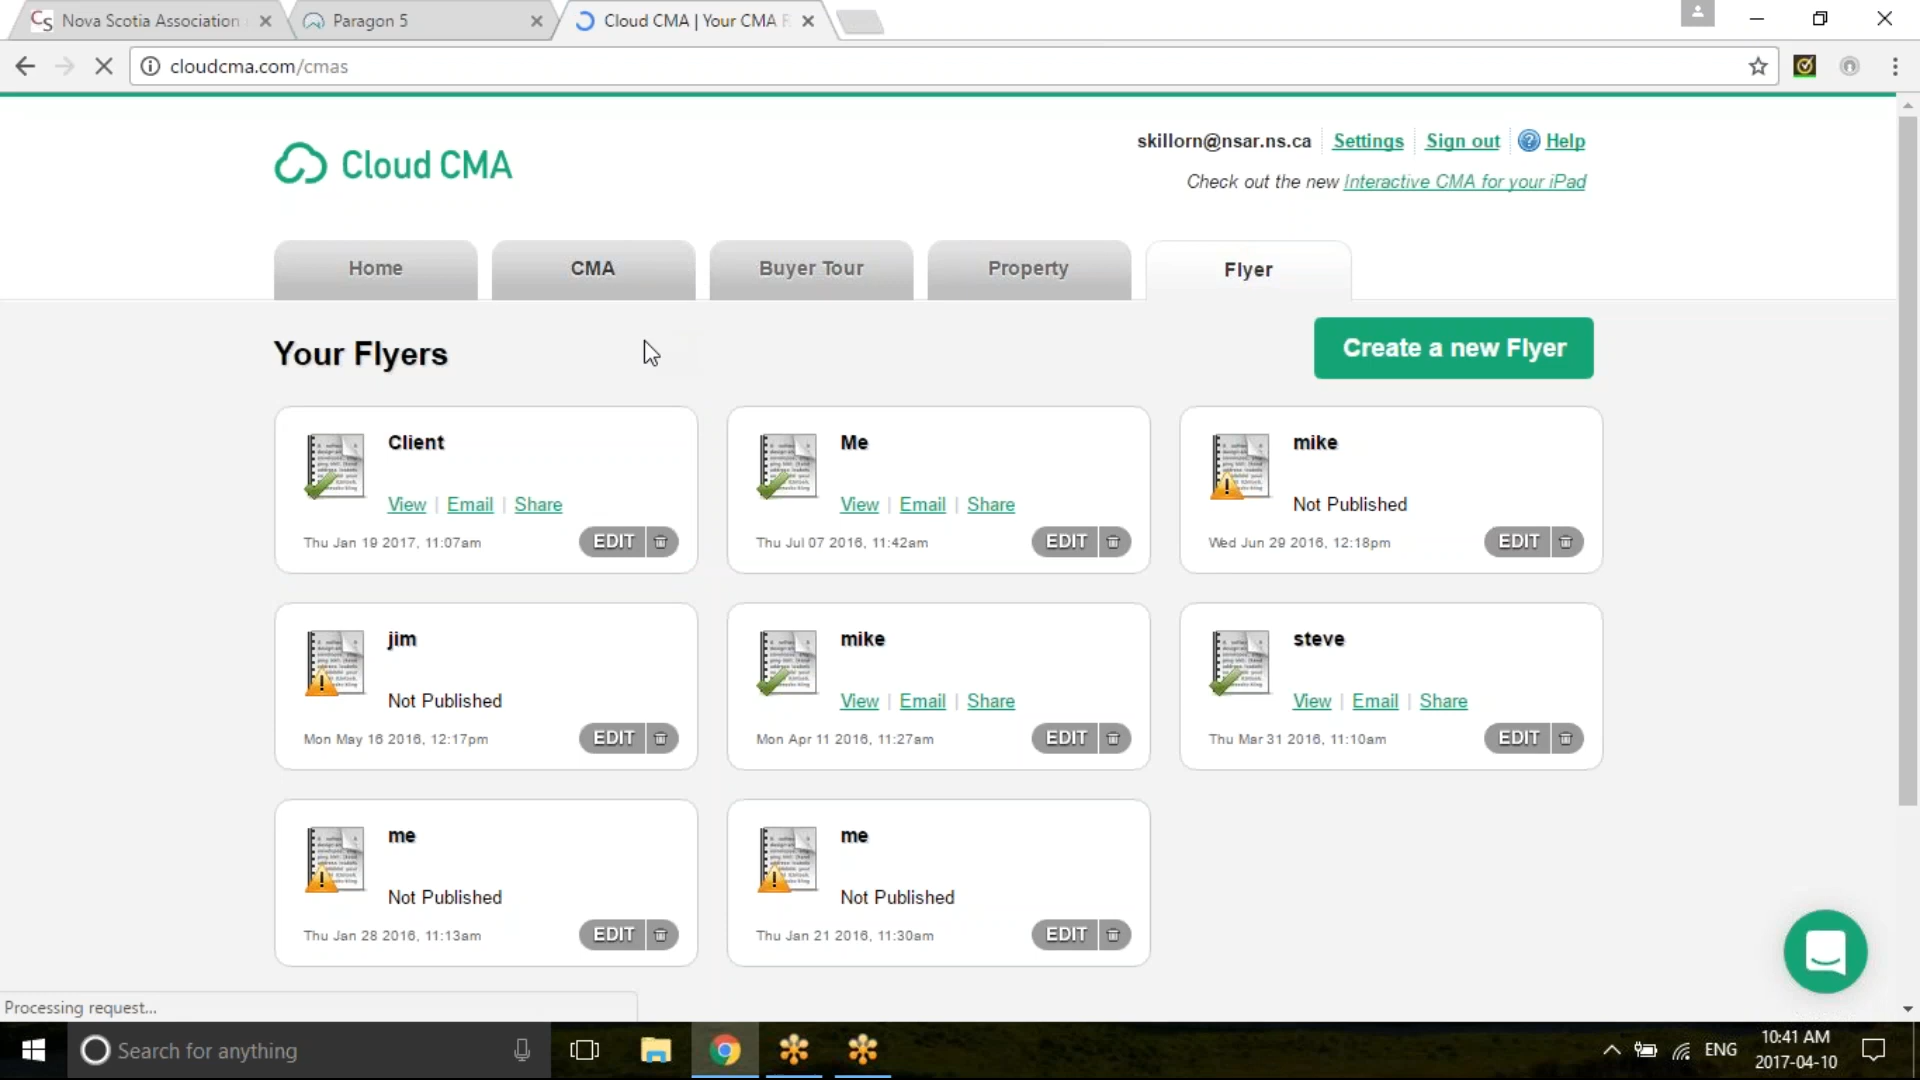 Nova Scotia Association
Paragon 5
Cloud CMA | Your CMA R
cloudcma.com/cmas
Cloud CMA
skillorn@nsar.ns.ca
Settings
Sign out
Help
Check out the new Interactive CMA for your iPad
Home
CMA
Buyer Tour
Property
Flyer
Your Flyers
Create a new Flyer
Client
View | Email | Share
Thu Jan 19 2017, 11:07am
EDIT
Me
View | Email | Share
Thu Jul 07 2016, 11:42am
EDIT
mike
Not Published
Wed Jun 29 2016, 12:18pm
EDIT
jim
Not Published
Mon May 16 2016, 12:17pm
EDIT
mike
View | Email | Share
Mon Apr 11 2016, 11:27am
EDIT
steve
View | Email | Share
Thu Mar 31 2016, 11:10am
EDIT
me
Not Published
Thu Jan 28 2016, 11:13am
EDIT
me
Not Published
Thu Jan 21 2016, 11:30am
EDIT
Processing request...
Search for anything
ENG
10:41 AM
2017-04-10